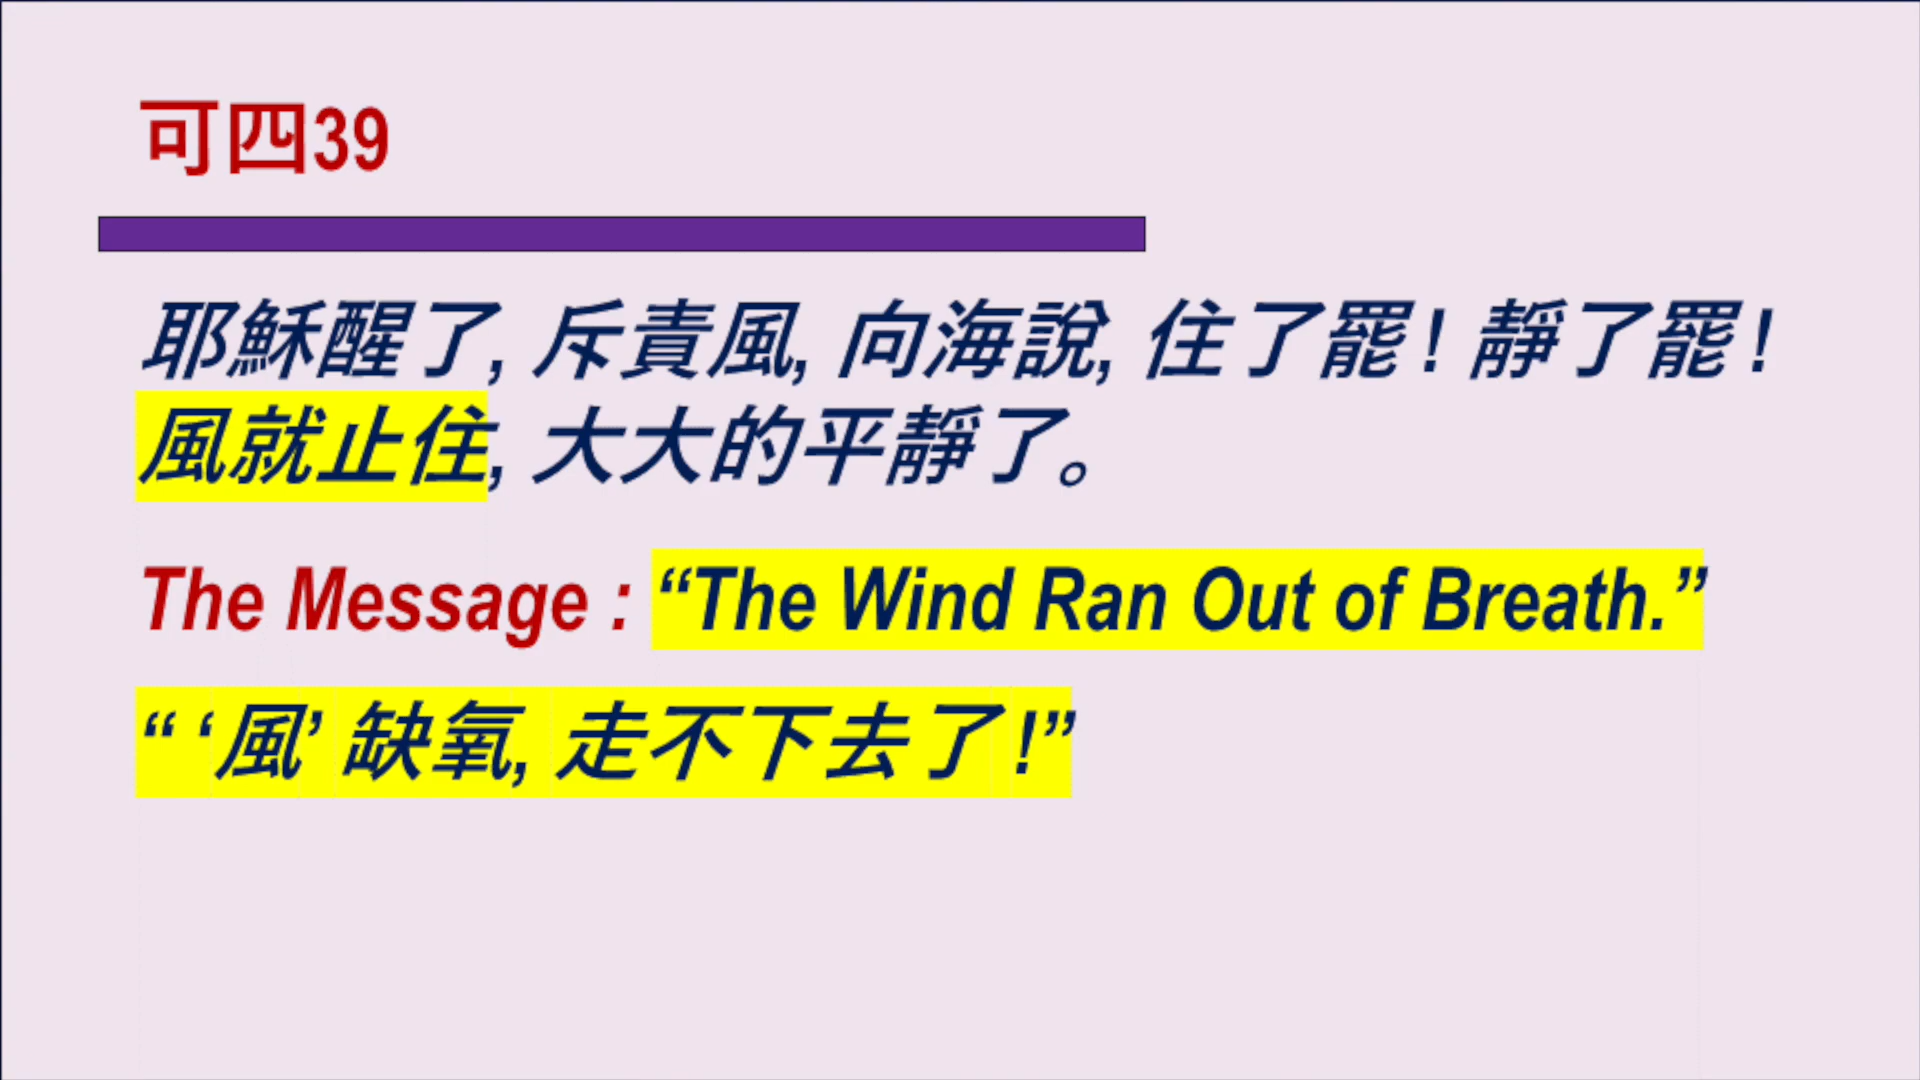 可四39
耶穌醒了, 斥責風, 向海說, 住了罷! 靜了罷!
風就止住, 大大的平靜了。
The Message : “The Wind Ran Out of Breath.”
“ ‘風’ 缺氧, 走不下去了!”